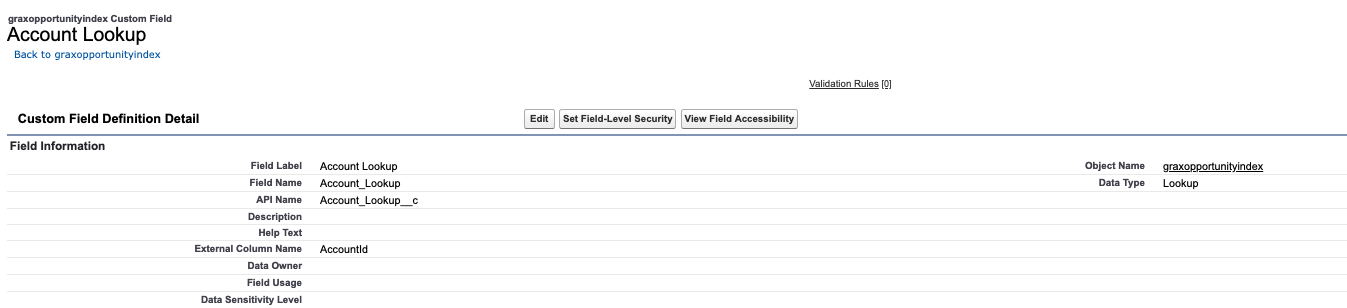 graxopportunityindex Custom Field
Account Lookup
Back to graxopportunityindex
Validation Rules [0]
Custom Field Definition Detail Edit Set Field-Level Security View Field Accessibility
Field Information
Field Label Account Lookup Object Name graxopportunityindex
Field Name Account_Lookup Data Type Lookup
API Name Account_Lookup__c
Description
Help Text
External Column Name AccountId
Data Owner
Field Usage
Data Sensitivity Level